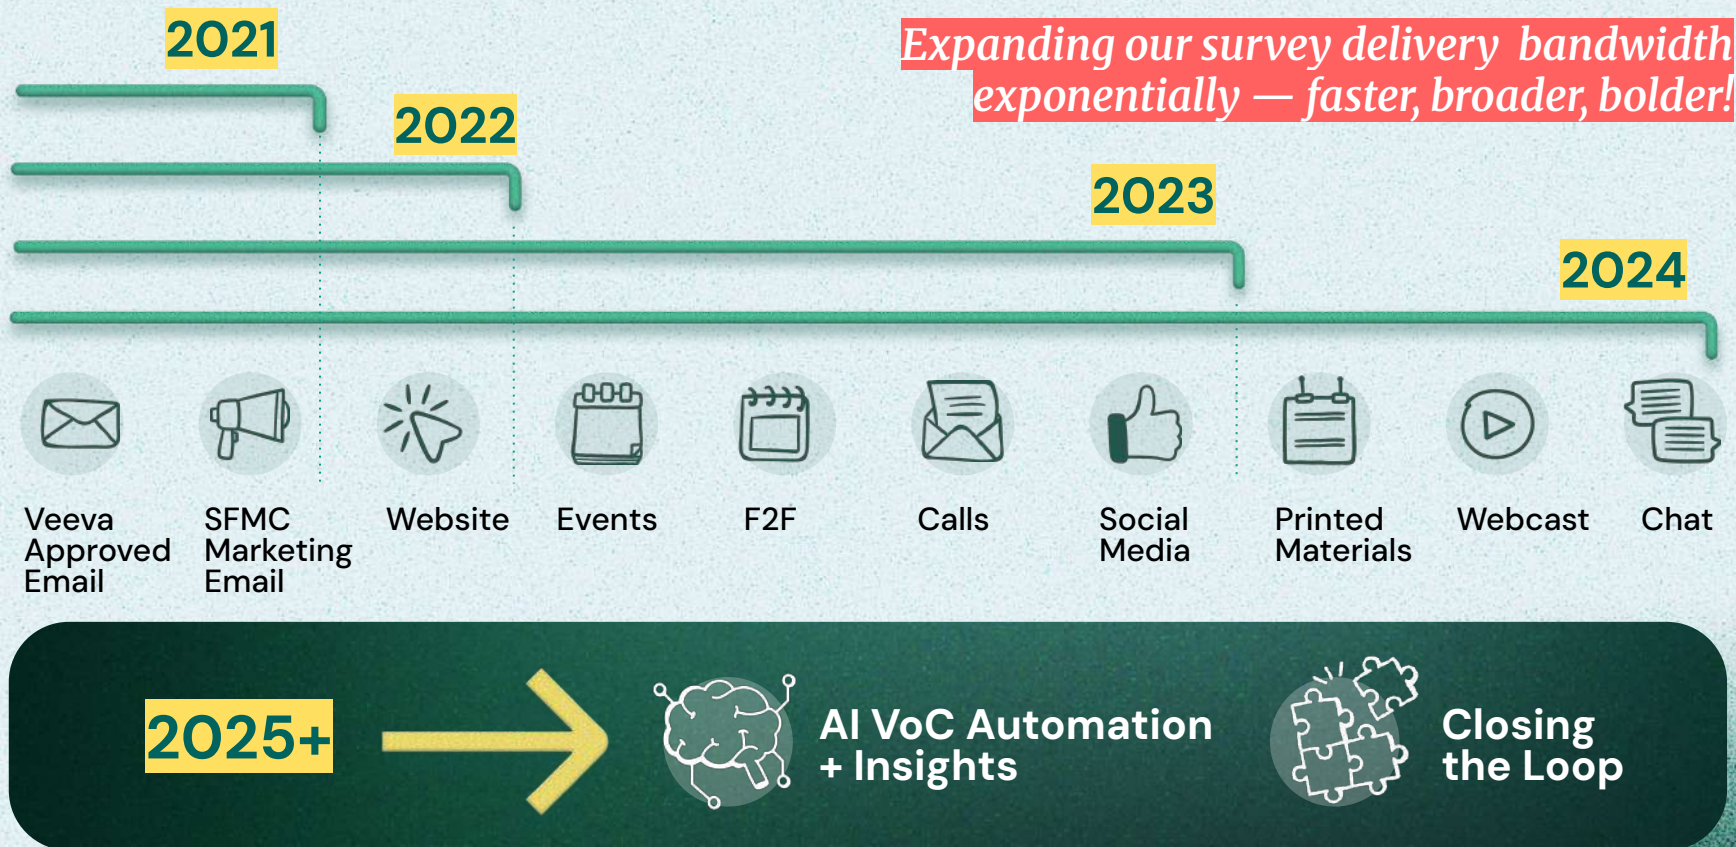 2021
Expanding our survey delivery bandwidth
exponentially — faster, broader, bolder!
2022
2023
2024
Veeva
Approved
Email
SFMC
Marketing
Email
Website
Events
F2F
Calls
Social
Media
Printed
Materials
Webcast
Chat
2025+
AI VoC Automation
+ Insights
Closing
the Loop